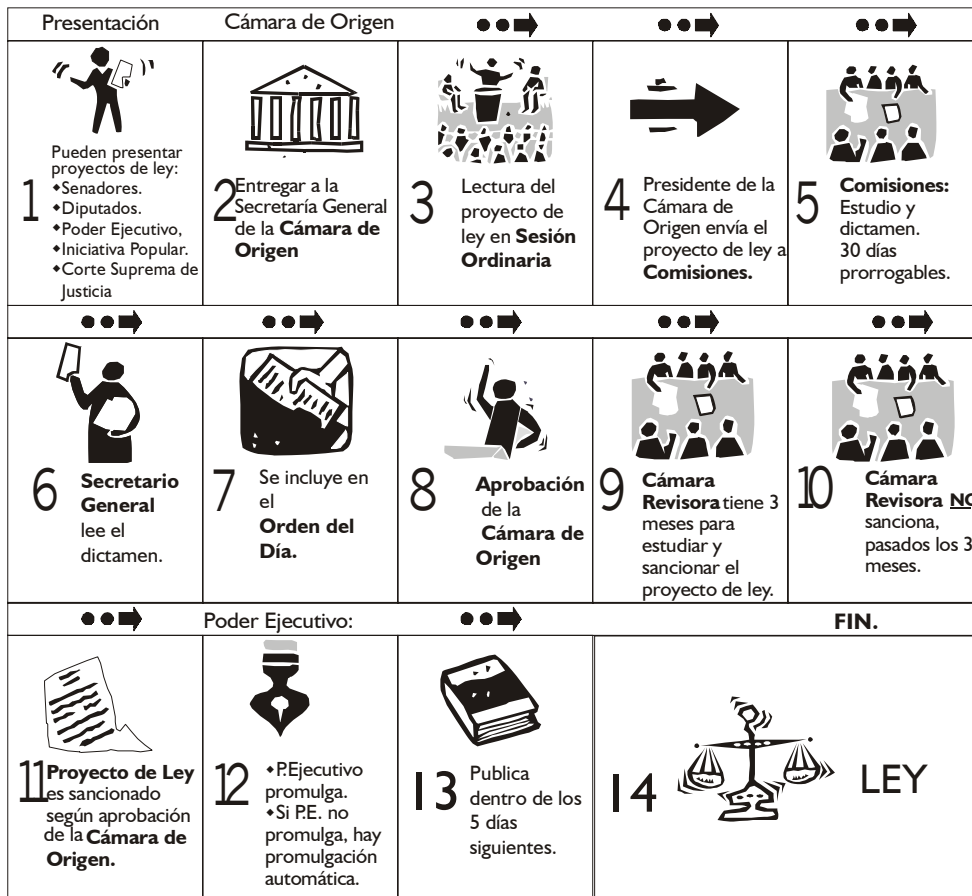 Presentación
Cámara de Origen
1
Pueden presentar
proyectos de ley:
◆Senadores.
◆Diputados.
◆Poder Ejecutivo,
◆Iniciativa Popular.
◆Corte Suprema de
Justicia
2
Entregar a la
Secretaría General
de la Cámara de
Origen
3
Lectura del
proyecto de
ley en Sesión
Ordinaria
4
Presidente de la
Cámara de
Origen envía el
proyecto de ley a
Comisiones.
5
Comisiones:
Estudio y
dictamen.
30 días
prorrogables.
6
Secretario
General
lee el
dictamen.
7
Se incluye en
el
Orden del
Día.
8
Aprobación
de la
Cámara de
Origen
9
Cámara
Revisora tiene 3
meses para
estudiar y
sancionar el
proyecto de ley.
10
Cámara
Revisora NO
sanciona,
pasados los 3
meses.
Poder Ejecutivo:
FIN.
11
Proyecto de Ley
es sancionado
según aprobación
de la Cámara de
Origen.
12
◆P.Ejecutivo
promulga.
◆Si P.E. no
promulga, hay
promulgación
automática.
13
Publica
dentro de los
5 días
siguientes.
14
LEY